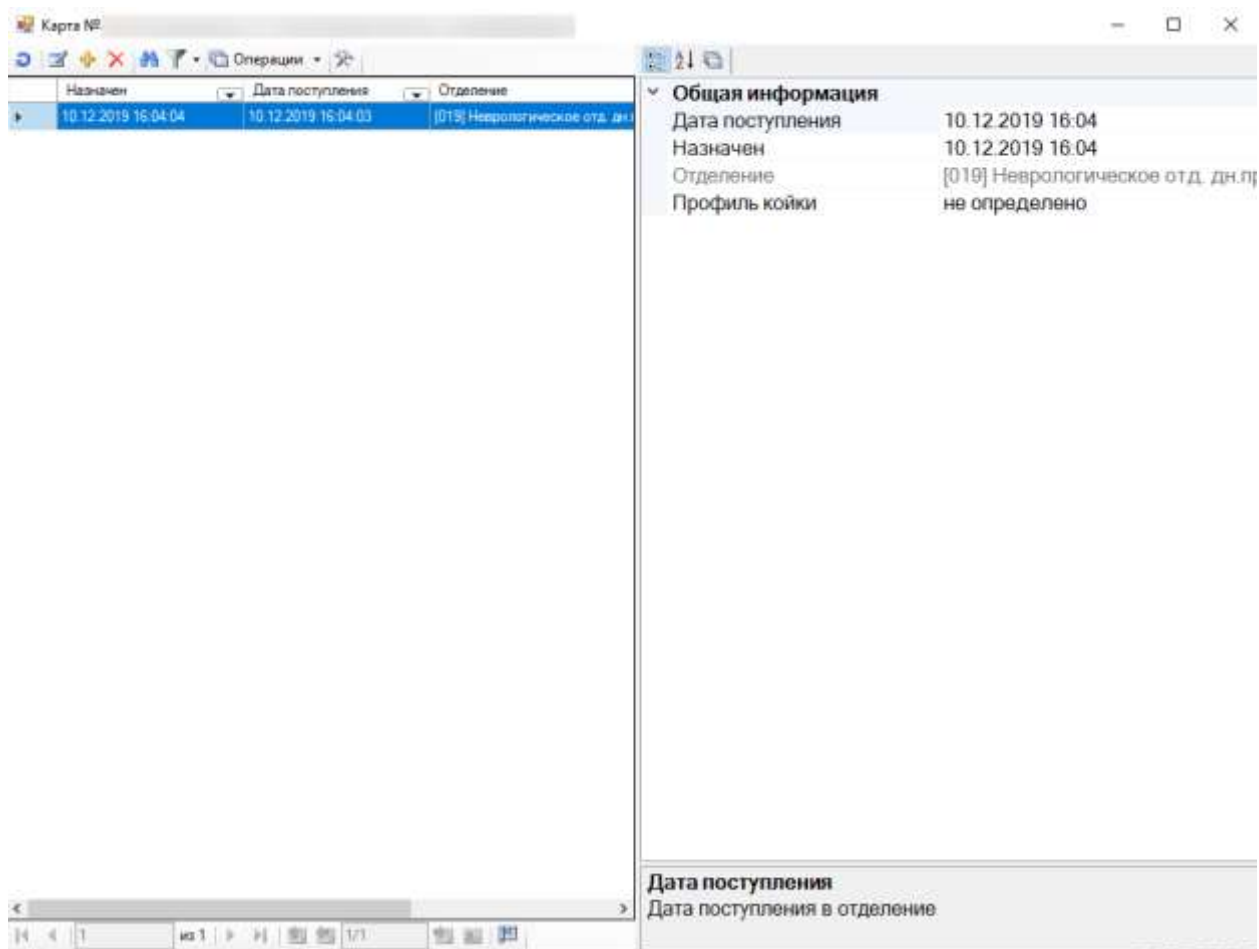 Карта №
Операции
Назначен Дата поступления Отделение
10.12.2019 16:04:04 10.12.2019 16:04:03 [019] Неврологическое отд. дн.
Общая информация
Дата поступления 10.12.2019 16:04
Назначен 10.12.2019 16:04
Отделение [019] Неврологическое отд. дн.пр
Профиль койки не определено
Дата поступления
Дата поступления в отделение
1 из 1 1/1